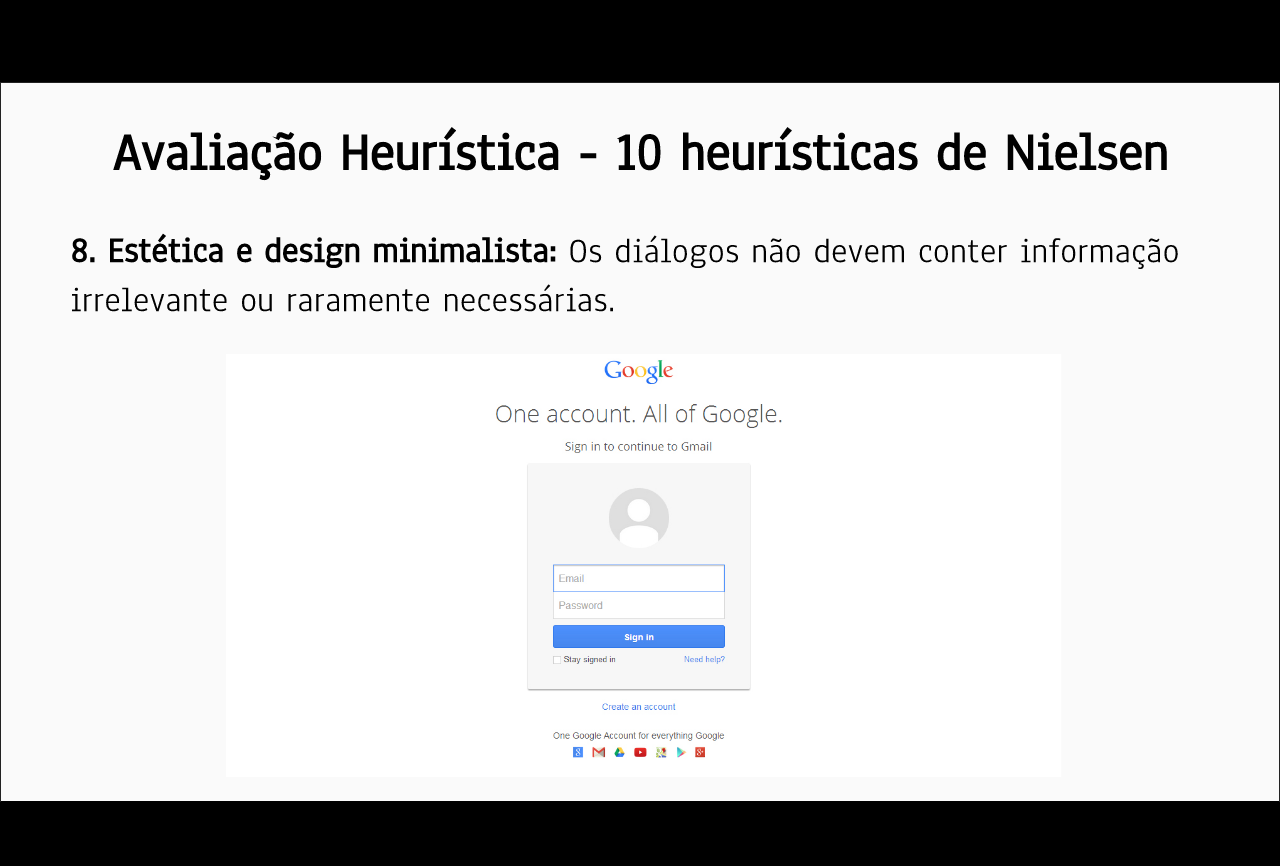 Avaliação Heurística - 10 heurísticas de Nielsen
8. Estética e design minimalista: Os diálogos não devem conter informação
irrelevante ou raramente necessárias.
Google
One account. All of Google.
Sign in to continue to Gmail
Email
Password
Sign in
Stay signed in Need help?
Create an account
One Google Account for everything Google